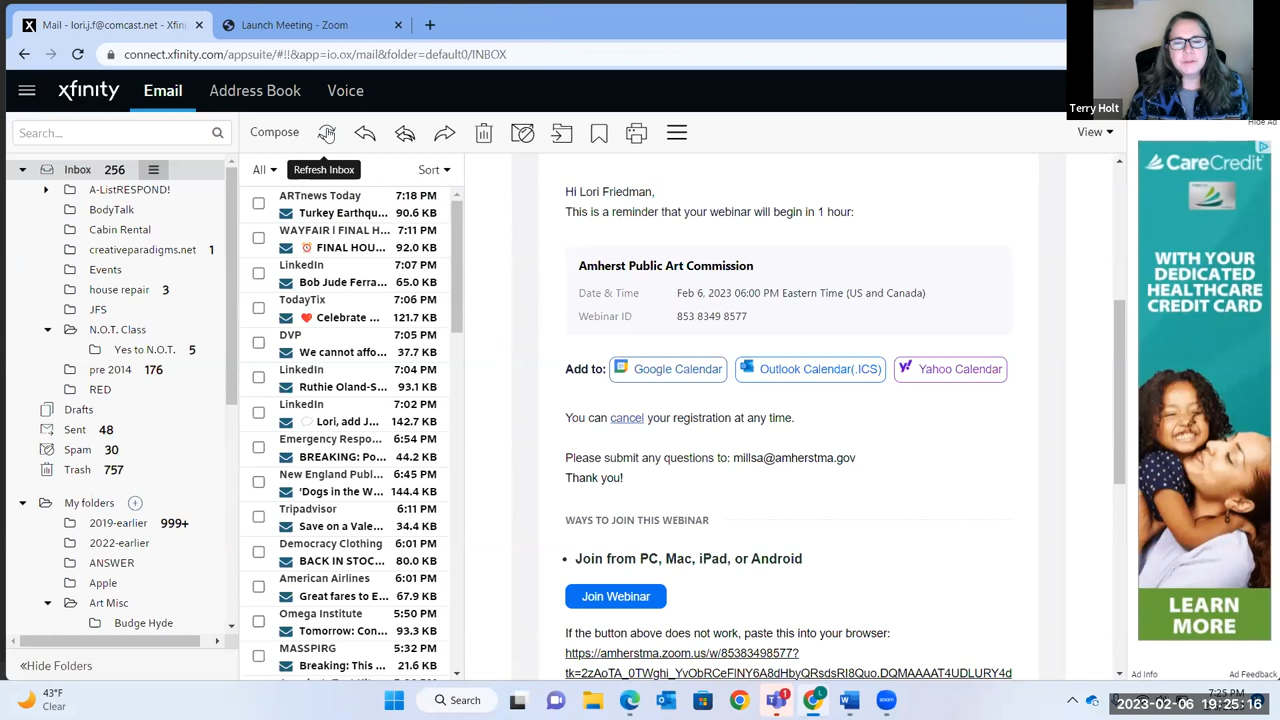 Mail - lori.j.f@comcast.net - Xfini
Launch Meeting - Zoom
connect.xfinity.com/appsuite/#!!&app=io.ox/mail&folder=default0/INBOX
Terry Holt
xfinity
Email
Address Book
Voice
Hide Ad
Search...
Compose
View
Refresh Inbox
Inbox 256
A-ListRESPOND!
BodyTalk
Cabin Rental
creativeparadigms.net 1
Events
house repair 3
JFS
N.O.T. Class
Yes to N.O.T. 5
pre 2014 176
RED
Drafts
Sent 48
Spam 30
Trash 757
My folders
2019-earlier 999+
2022-earlier
ANSWER
Apple
Art Misc
Budge Hyde
«Hide Folders
All
Sort
ARTnews Today 7:18 PM
Turkey Earthqu... 90.6 KB
WAYFAIR | FINAL H... 7:11 PM
FINAL HOU... 92.0 KB
LinkedIn 7:07 PM
Bob Jude Ferra... 65.0 KB
TodayTix 7:06 PM
Celebrate ... 121.7 KB
DVP 7:05 PM
We cannot affo... 37.7 KB
LinkedIn 7:04 PM
Ruthie Oland-S... 93.1 KB
LinkedIn 7:02 PM
Lori, add J... 142.7 KB
Emergency Respo... 6:54 PM
BREAKING: Po... 44.2 KB
New England Publ... 6:45 PM
'Dogs in the W... 144.4 KB
Tripadvisor 6:11 PM
Save on a Vale... 34.4 KB
Democracy Clothing 6:01 PM
BACK IN STOC... 80.0 KB
American Airlines 6:01 PM
Great fares to E... 67.9 KB
Omega Institute 5:50 PM
Tomorrow: Con... 93.3 KB
MASSPIRG 5:32 PM
Breaking: This ... 21.6 KB
Hi Lori Friedman,
This is a reminder that your webinar will begin in 1 hour:
Amherst Public Art Commission
Date & Time Feb 6, 2023 06:00 PM Eastern Time (US and Canada)
Webinar ID 853 8349 8577
Add to: Google Calendar Outlook Calendar(.ICS) Yahoo Calendar
You can cancel your registration at any time.
Please submit any questions to: millsa@amherstma.gov
Thank you!
WAYS TO JOIN THIS WEBINAR
• Join from PC, Mac, iPad, or Android
Join Webinar
If the button above does not work, paste this into your browser:
https://amherstma.zoom.us/w/85383498577?
tk=2zAoTA_0TWghi_YvObRCeFINY6A8dHbyQRsdsRI8Quo.DQMAAAAT4UDLURY4d
CareCredit
WITH YOUR
DEDICATED
HEALTHCARE
CREDIT CARD
LEARN
MORE
Ad Info
Ad Feedback
43°F
Clear
Search
7:25 PM
2023-02-06 19:25:16